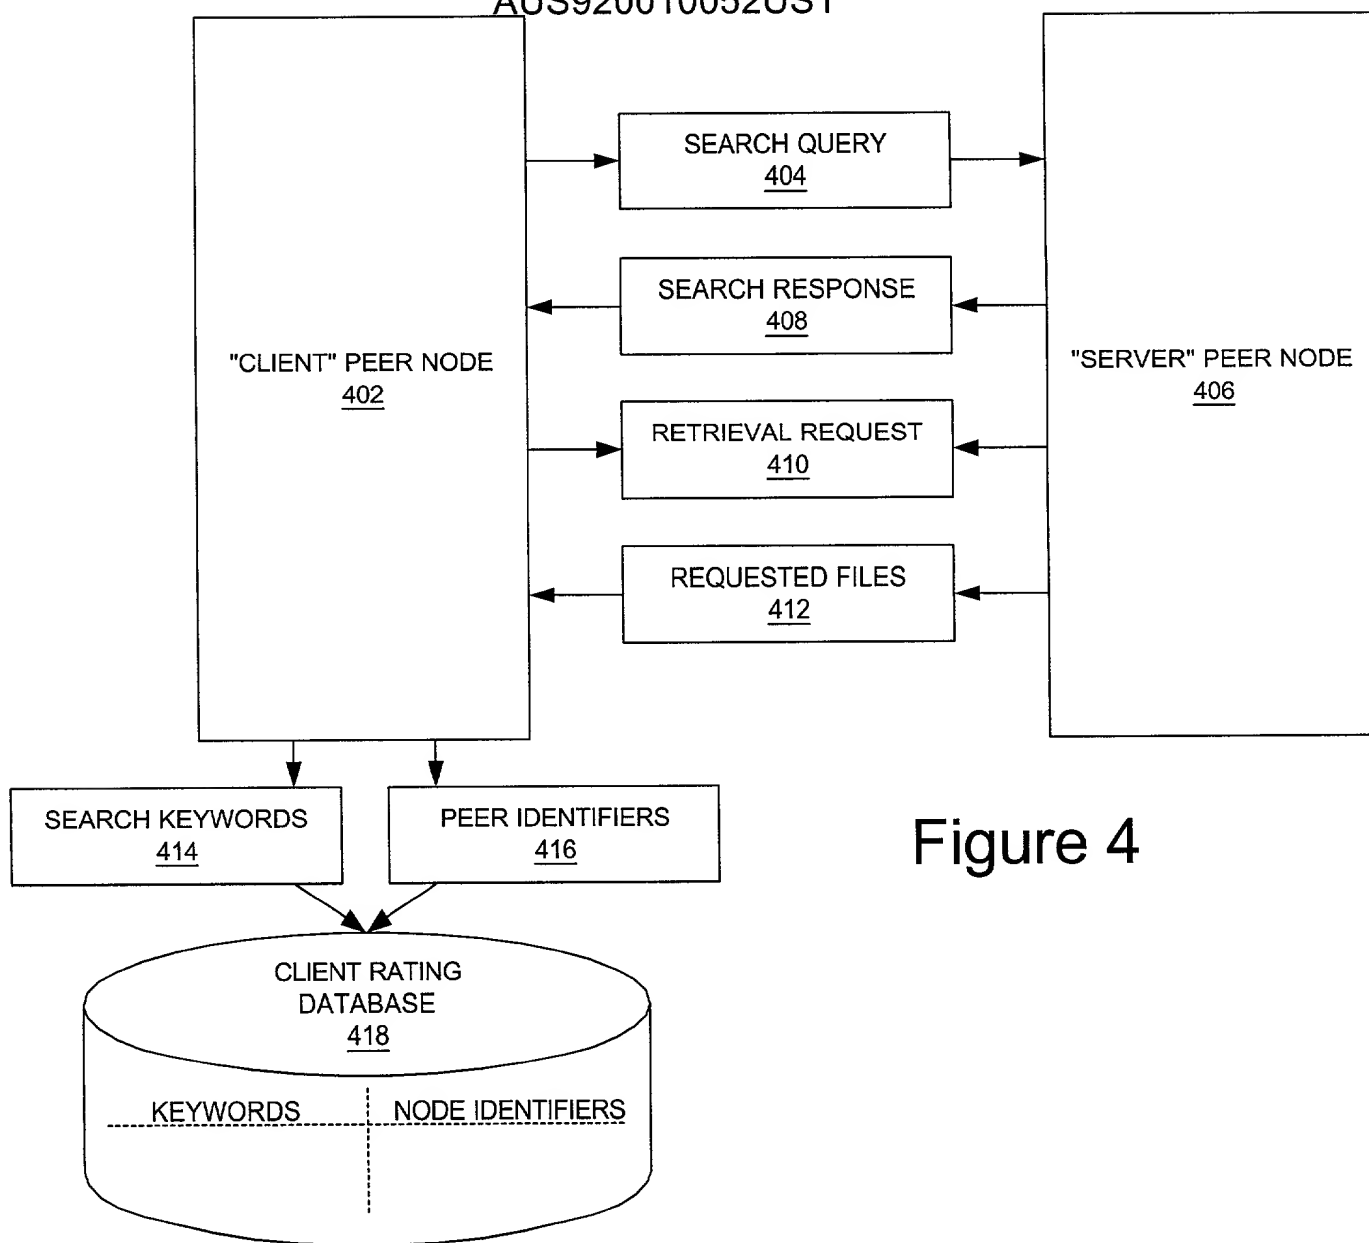 AUS920010052US1
SEARCH QUERY
404
SEARCH RESPONSE
408
"CLIENT" PEER NODE
402
"SERVER" PEER NODE
406
RETRIEVAL REQUEST
410
REQUESTED FILES
412
SEARCH KEYWORDS
414
PEER IDENTIFIERS
416
Figure 4
CLIENT RATING
DATABASE
418
KEYWORDS
NODE IDENTIFIERS